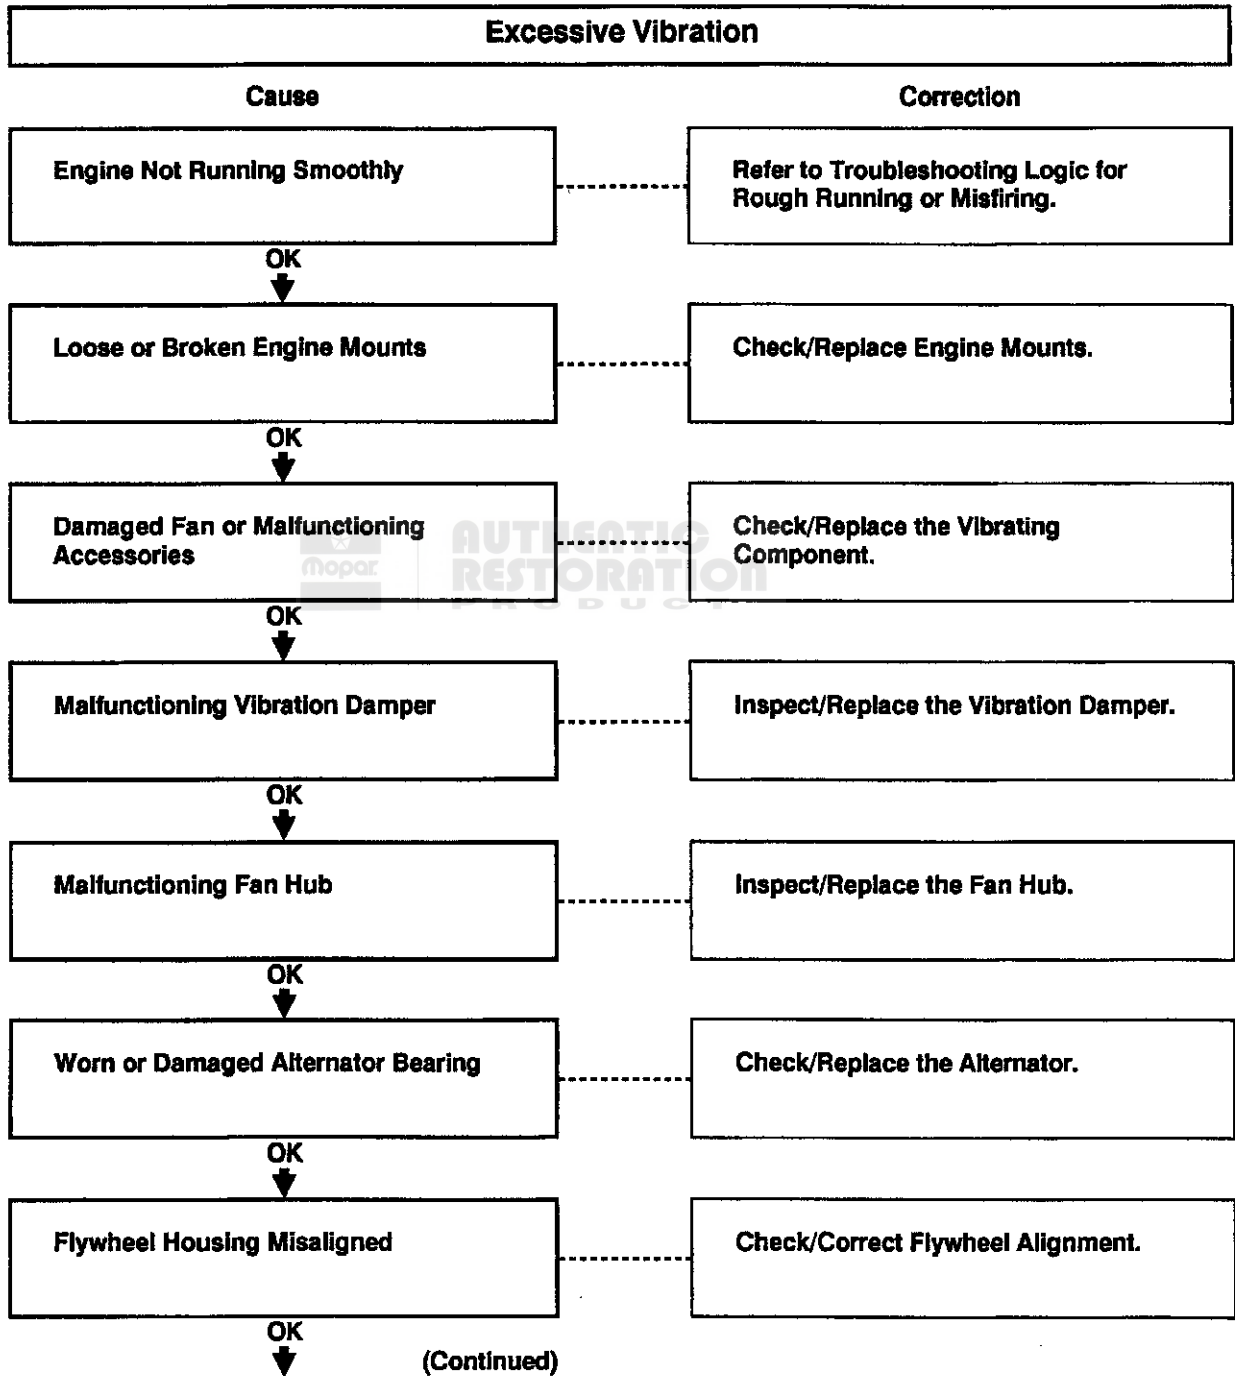 Excessive Vibration
Cause
Correction
Engine Not Running Smoothly
Refer to Troubleshooting Logic for
Rough Running or Misfiring.
OK
Loose or Broken Engine Mounts
Check/Replace Engine Mounts.
OK
Damaged Fan or Malfunctioning
Accessories
Check/Replace the Vibrating
Component.
Mopar
AUTHENTIC
RESTORATION
PRODUCT
OK
Malfunctioning Vibration Damper
Inspect/Replace the Vibration Damper.
OK
Malfunctioning Fan Hub
Inspect/Replace the Fan Hub.
OK
Worn or Damaged Alternator Bearing
Check/Replace the Alternator.
OK
Flywheel Housing Misaligned
Check/Correct Flywheel Alignment.
OK
(Continued)